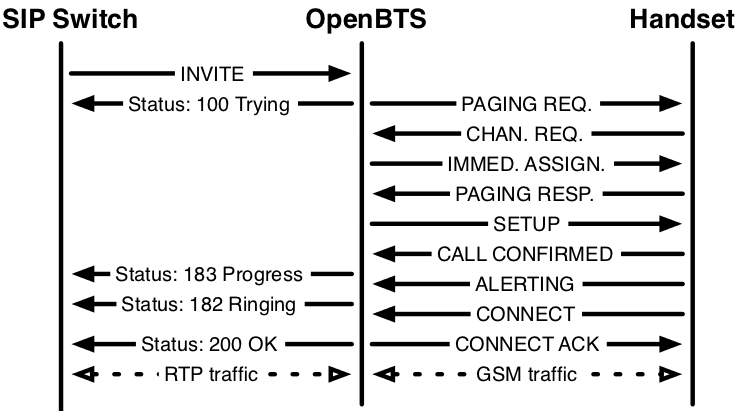 SIP Switch OpenBTS Handset
INVITE
Status: 100 Trying PAGING REQ.
CHAN. REQ.
IMMED. ASSIGN.
PAGING RESP.
SETUP
CALL CONFIRMED
Status: 183 Progress ALERTING
Status: 182 Ringing CONNECT
Status: 200 OK CONNECT ACK
RTP traffic GSM traffic